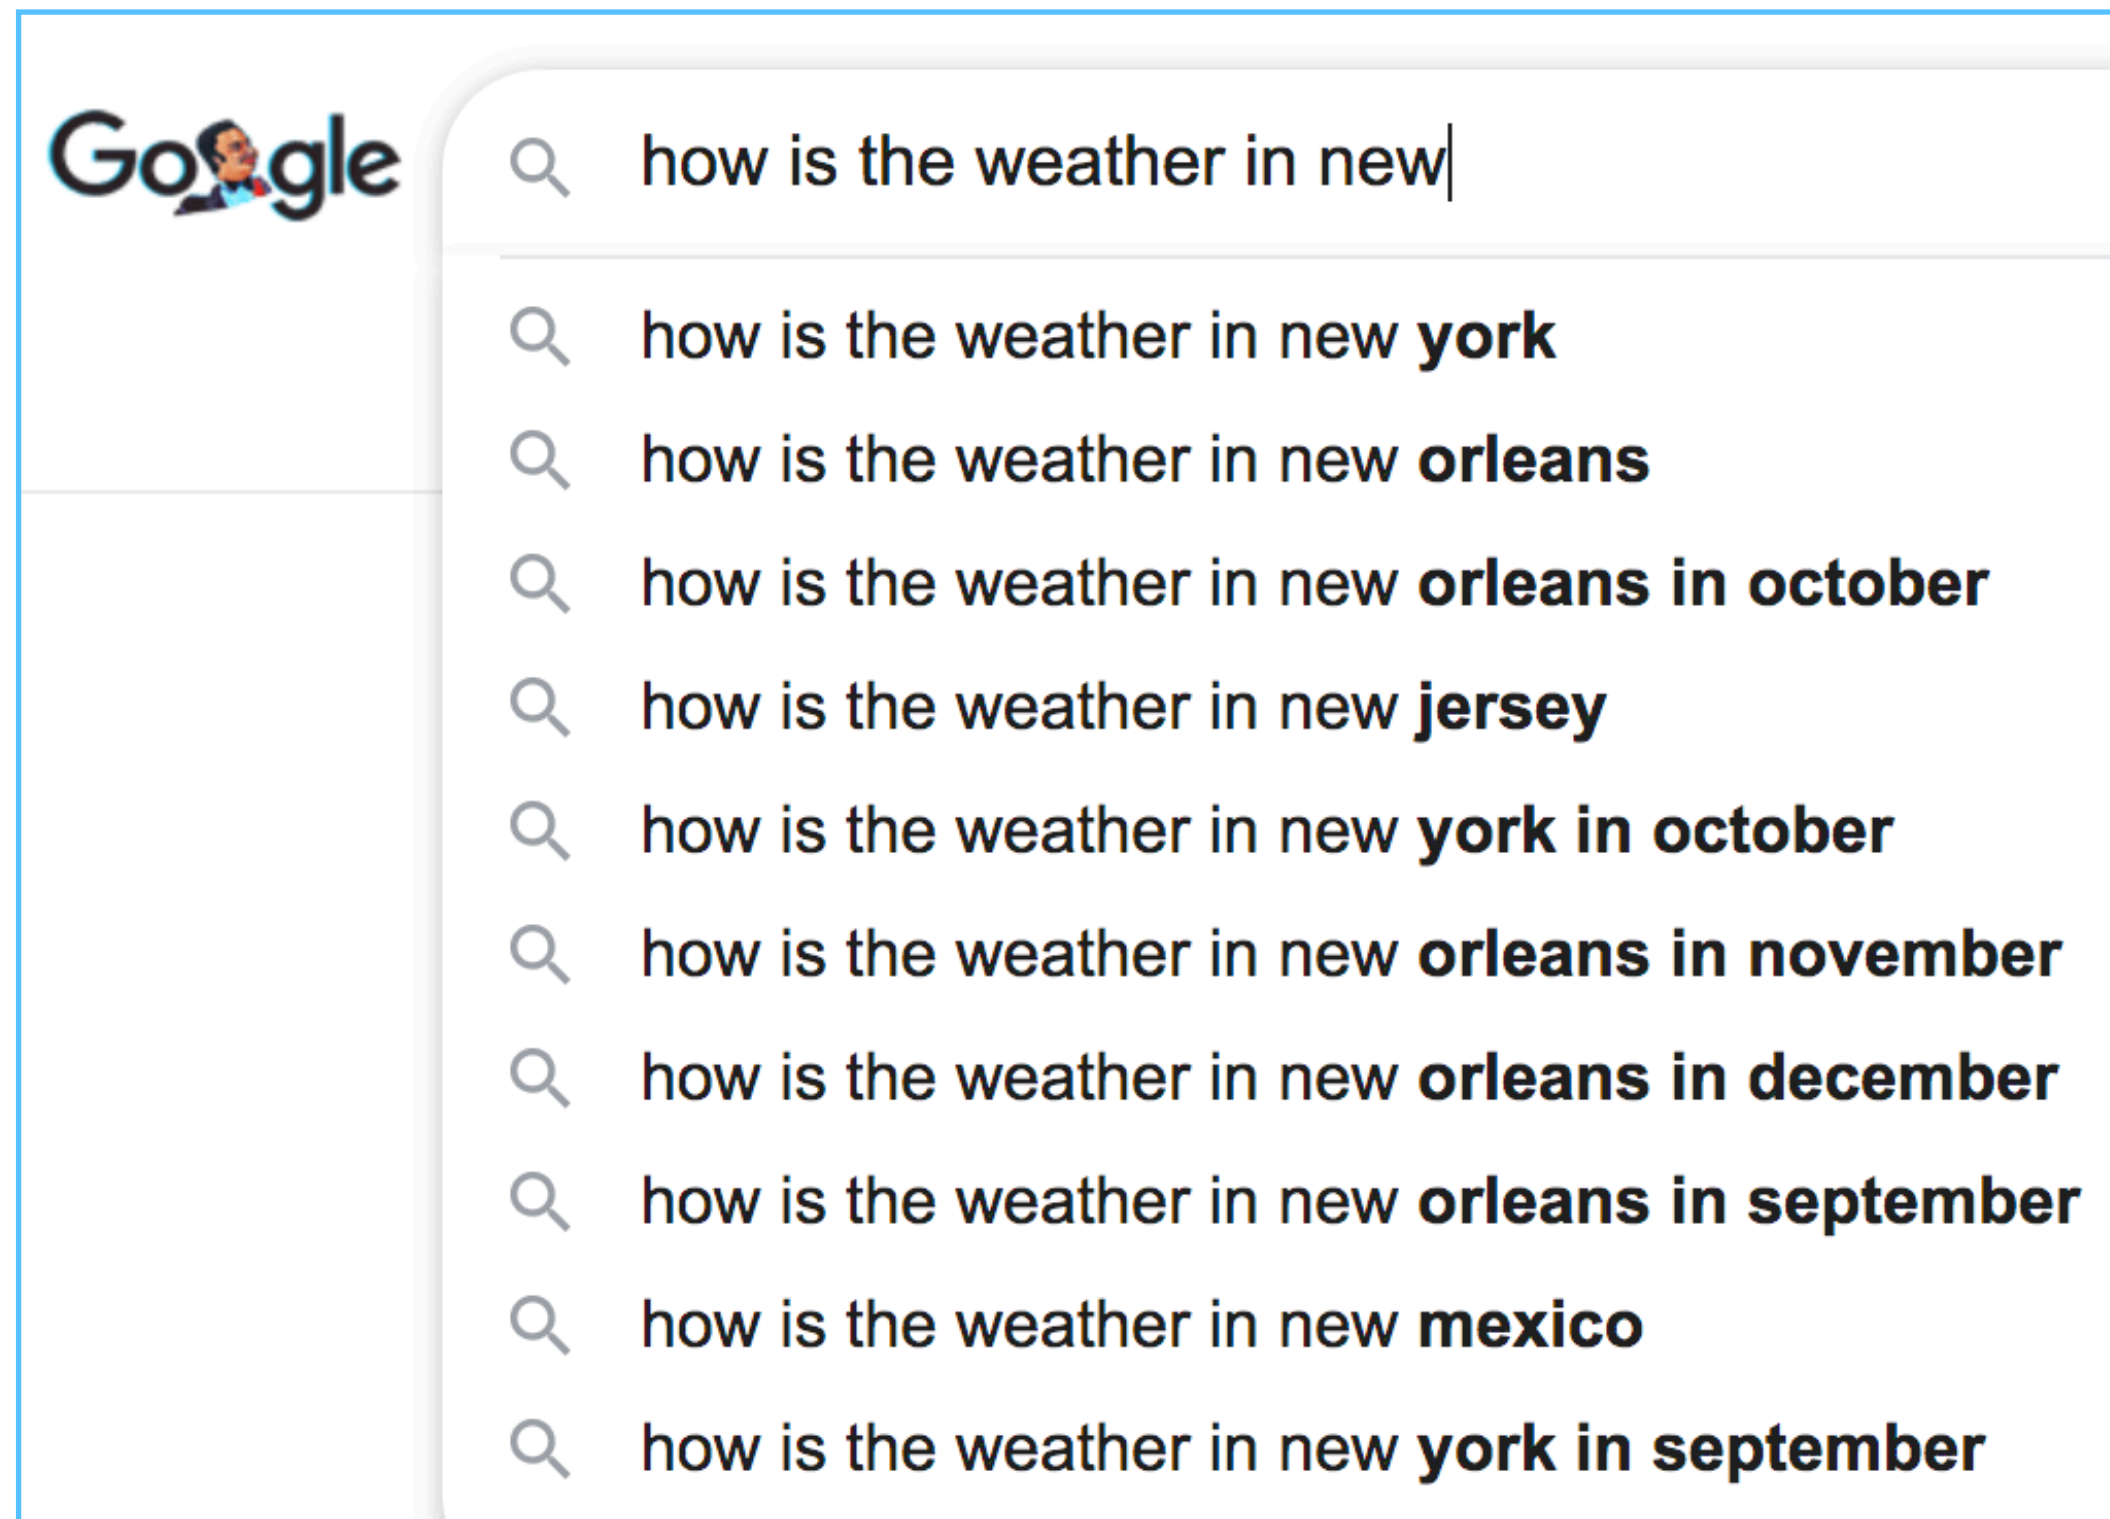 Google
how is the weather in new
how is the weather in new york
how is the weather in new orleans
how is the weather in new orleans in october
how is the weather in new jersey
how is the weather in new york in october
how is the weather in new orleans in november
how is the weather in new orleans in december
how is the weather in new orleans in september
how is the weather in new mexico
how is the weather in new york in september